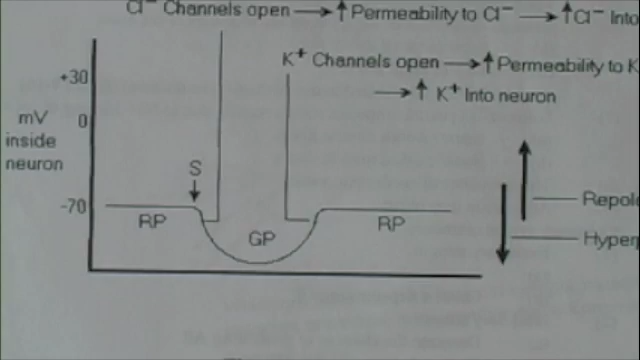 Cl⁻ Channels open → ↑ Permeability to Cl⁻ → ↑ Cl⁻ Into
K⁺ Channels open → ↑ Permeability to K
→ ↑ K⁺ Into neuron
+30
0
mV
inside
neuron
S
-70
RP
GP
RP
Repol
Hyper